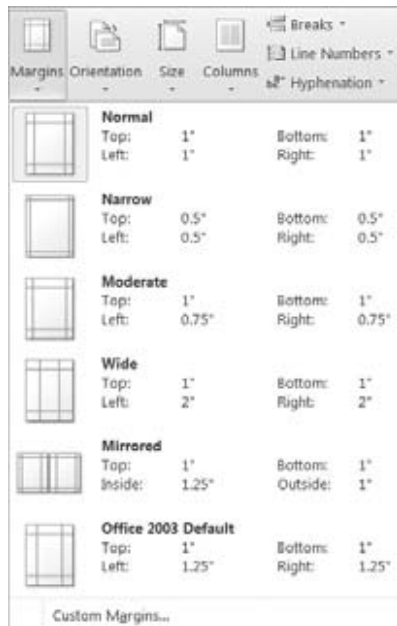 Breaks
Line Numbers
Margins Orientation Size Columns
Hyphenation
Normal
Top: 1" Bottom: 1"
Left: 1" Right: 1"
Narrow
Top: 0.5" Bottom: 0.5"
Left: 0.5" Right: 0.5"
Moderate
Top: 1" Bottom: 1"
Left: 0.75" Right: 0.75"
Wide
Top: 1" Bottom: 1"
Left: 2" Right: 2"
Mirrored
Top: 1" Bottom: 1"
Inside: 1.25" Outside: 1"
Office 2003 Default
Top: 1" Bottom: 1"
Left: 1.25" Right: 1.25"
Custom Margins...